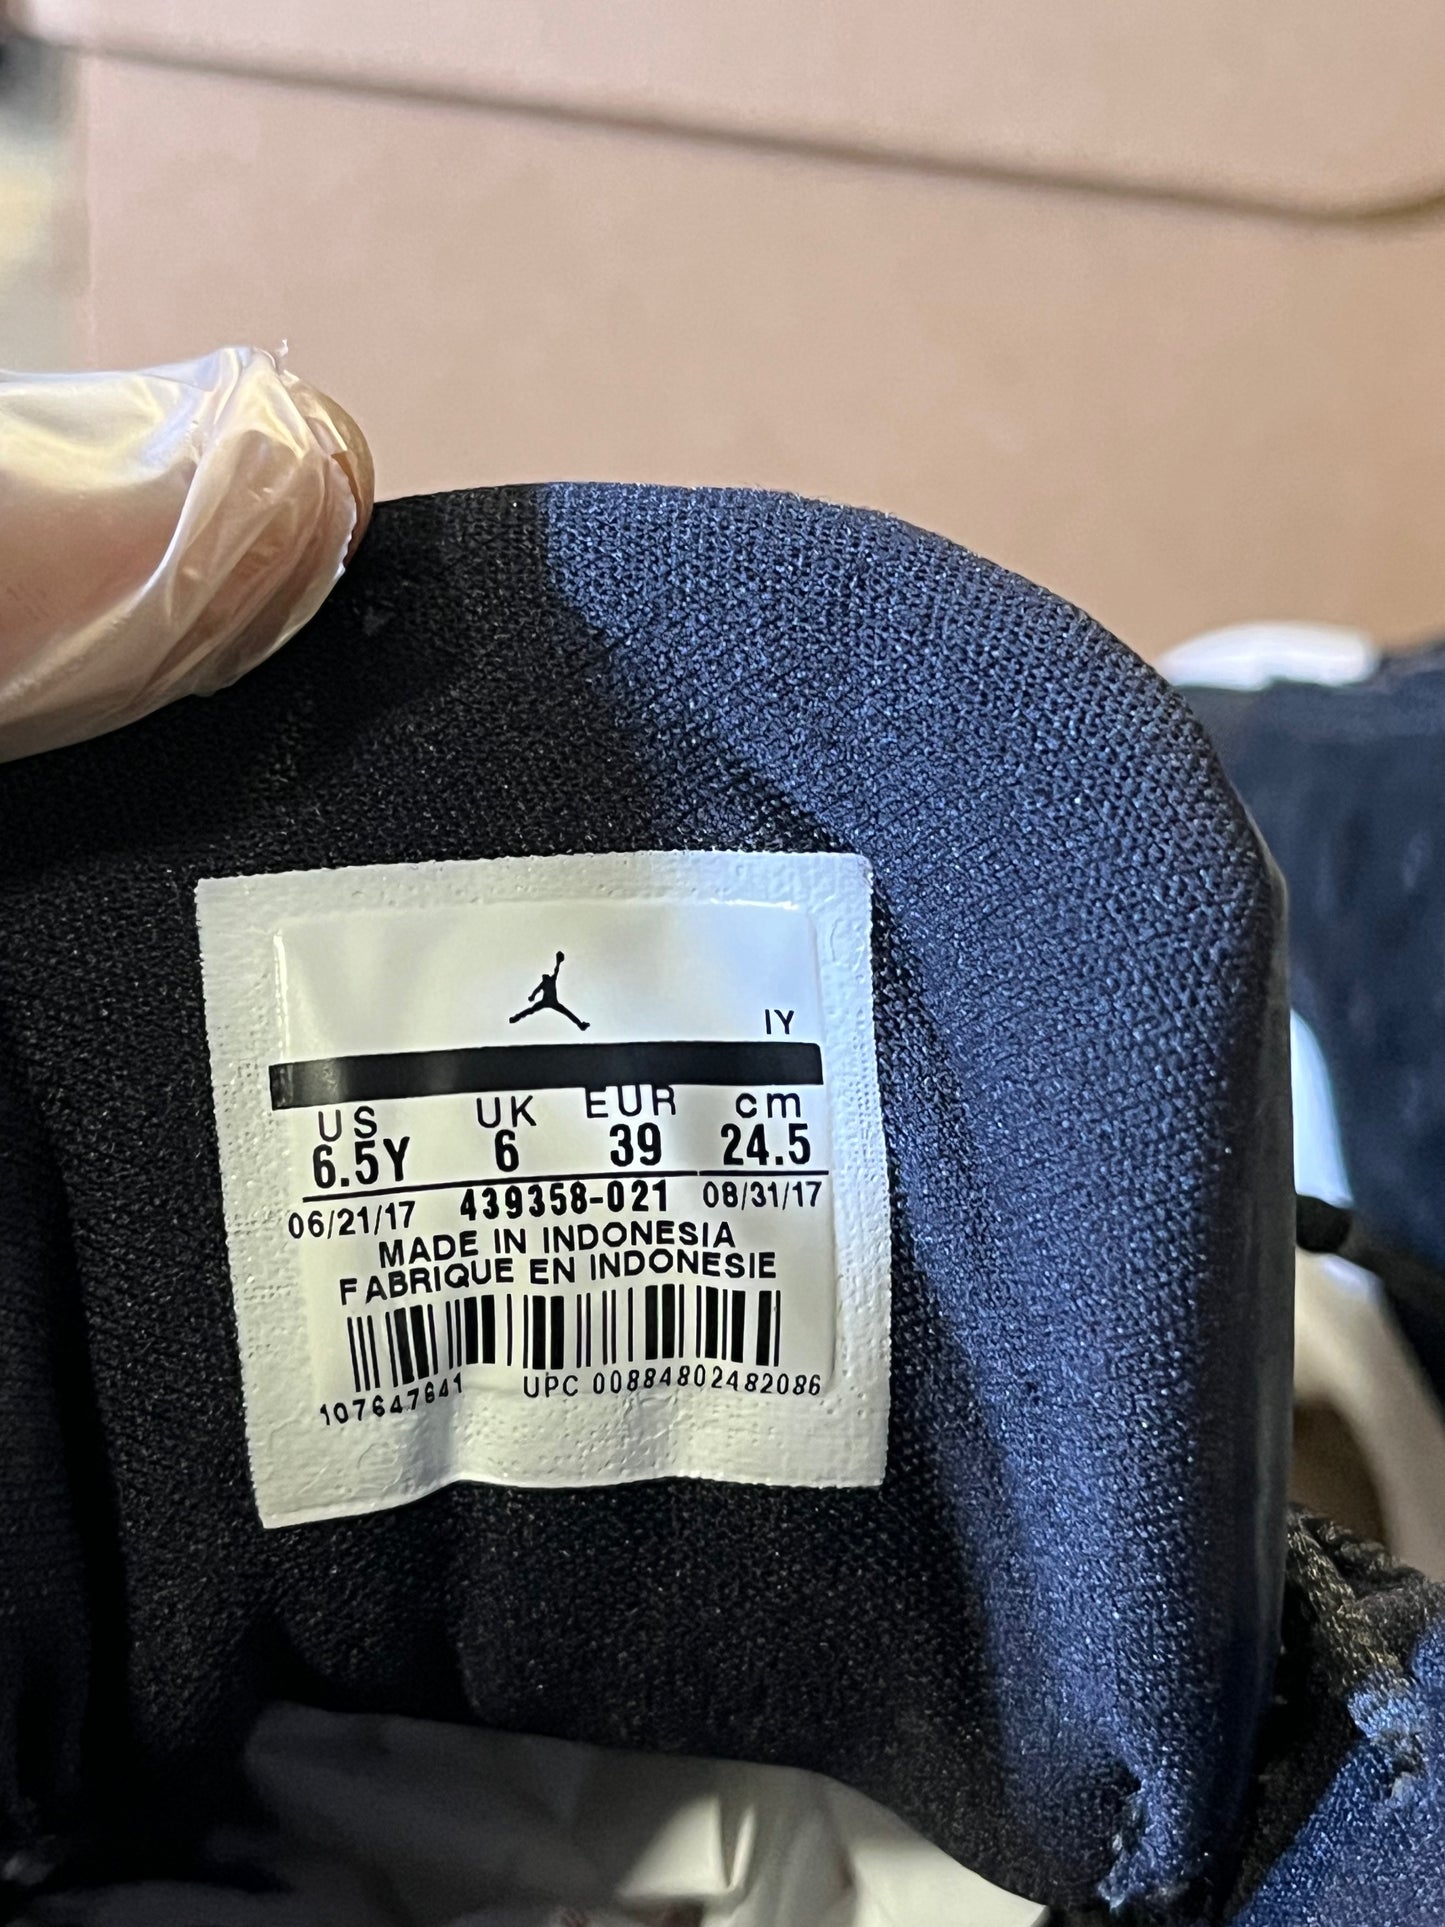 IY
US UK EUR cm
6.5Y 6 39 24.5
06/21/17 439358-021 08/31/17
MADE IN INDONESIA
FABRIQUE EN INDONESIE
107647641 UPC 00884802482086